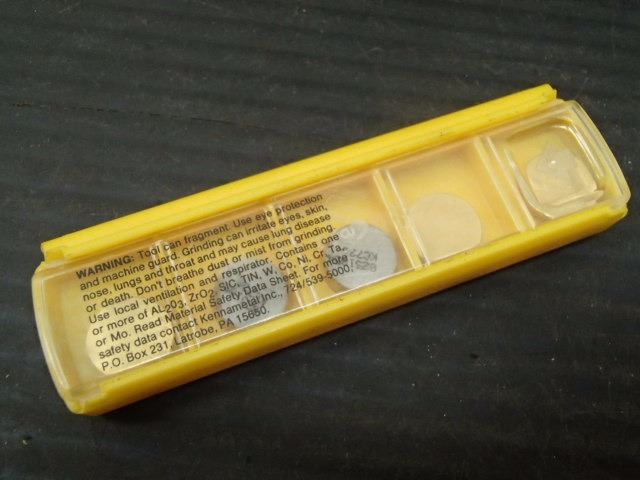 WARNING: Tool can fragment. Use eye protection
and machine guard. Grinding can irritate eyes, skin,
nose, lungs and throat and may cause lung disease
or death. Don't breathe dust or mist from grinding.
Use local ventilation and respirator. Contains one
or more of AL2O3, ZrO2, SIC, TIN, W, Co, Ni, Cr, Ta,
or Mo. Read Material Safety Data Sheet. For more
safety data contact Kennametal Inc., 724/539-5000.
P.O. Box 231, Latrobe, PA 15650.